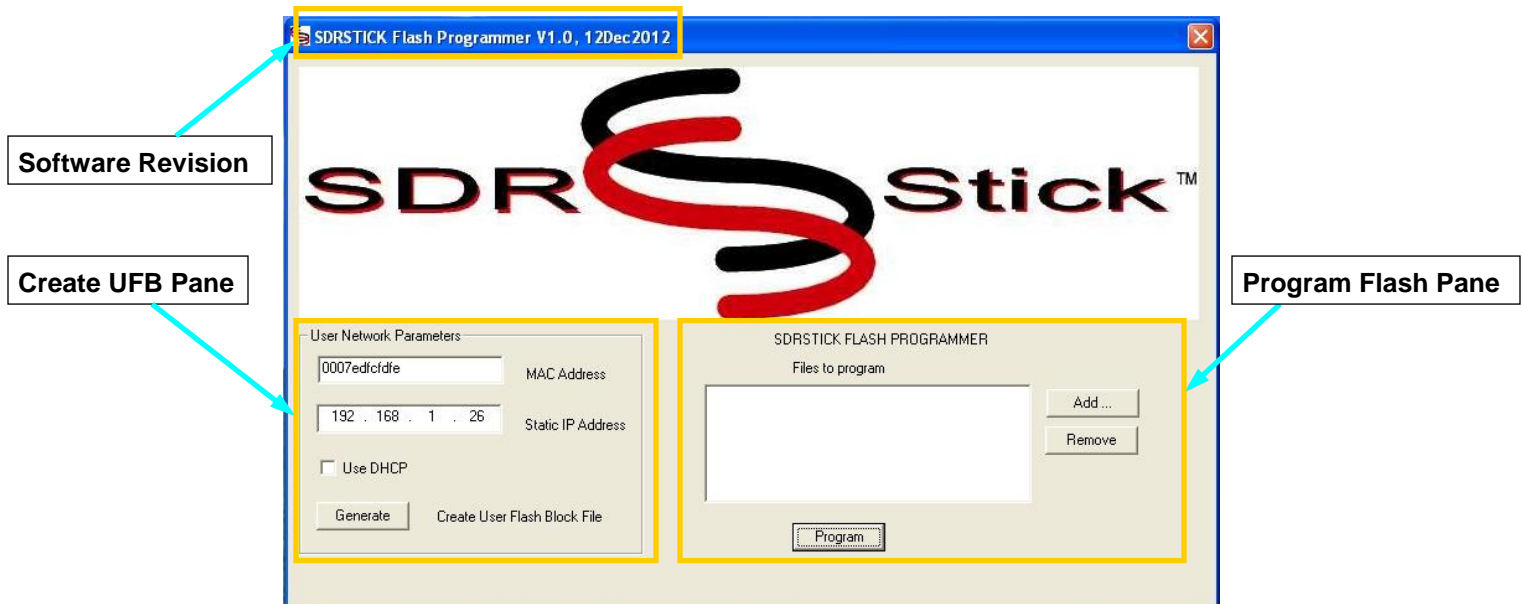 SDRSTICK Flash Programmer V1.0, 12Dec2012
Software Revision
SDR Stick TM
Create UFB Pane
Program Flash Pane
User Network Parameters
0007edfcfdfe
MAC Address
192 . 168 . 1 . 26
Static IP Address
Use DHCP
Generate
Create User Flash Block File
SDRSTICK FLASH PROGRAMMER
Files to program
Add ...
Remove
Program